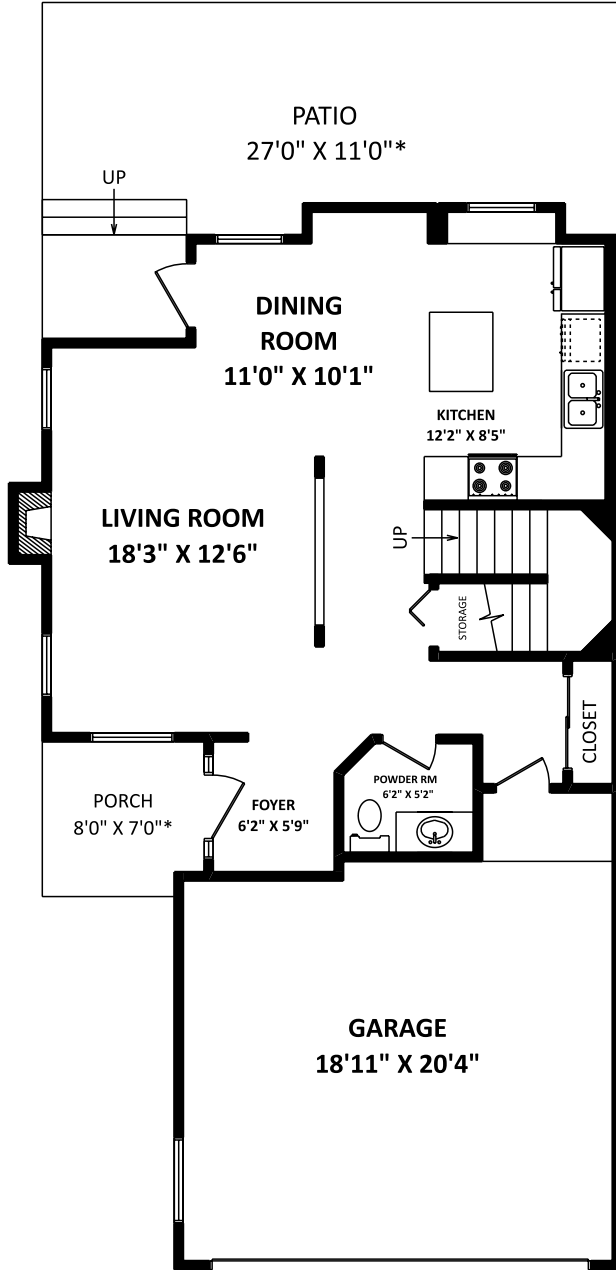 PATIO
27'0" X 11'0"*
UP
DINING
ROOM
11'0" X 10'1"
KITCHEN
12'2" X 8'5"
LIVING ROOM
18'3" X 12'6"
UP
STORAGE
CLOSET
POWDER RM
6'2" X 5'2"
PORCH
8'0" X 7'0"*
FOYER
6'2" X 5'9"
GARAGE
18'11" X 20'4"